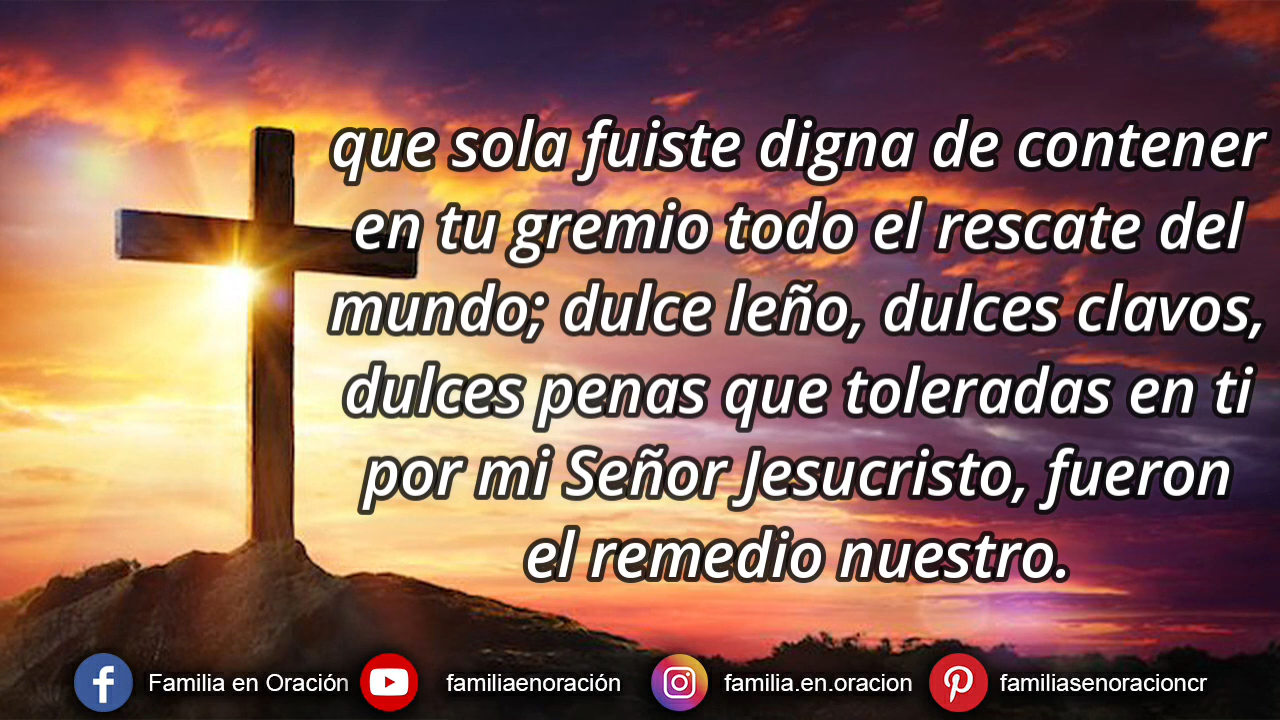 que sola fuiste digna de contener
en tu gremio todo el rescate del
mundo; dulce leño, dulces clavos,
dulces penas que toleradas en ti
por mi Señor Jesucristo, fueron
el remedio nuestro.
Familia en Oración familiaenoración familia.en.oracion familiasenoracioncr